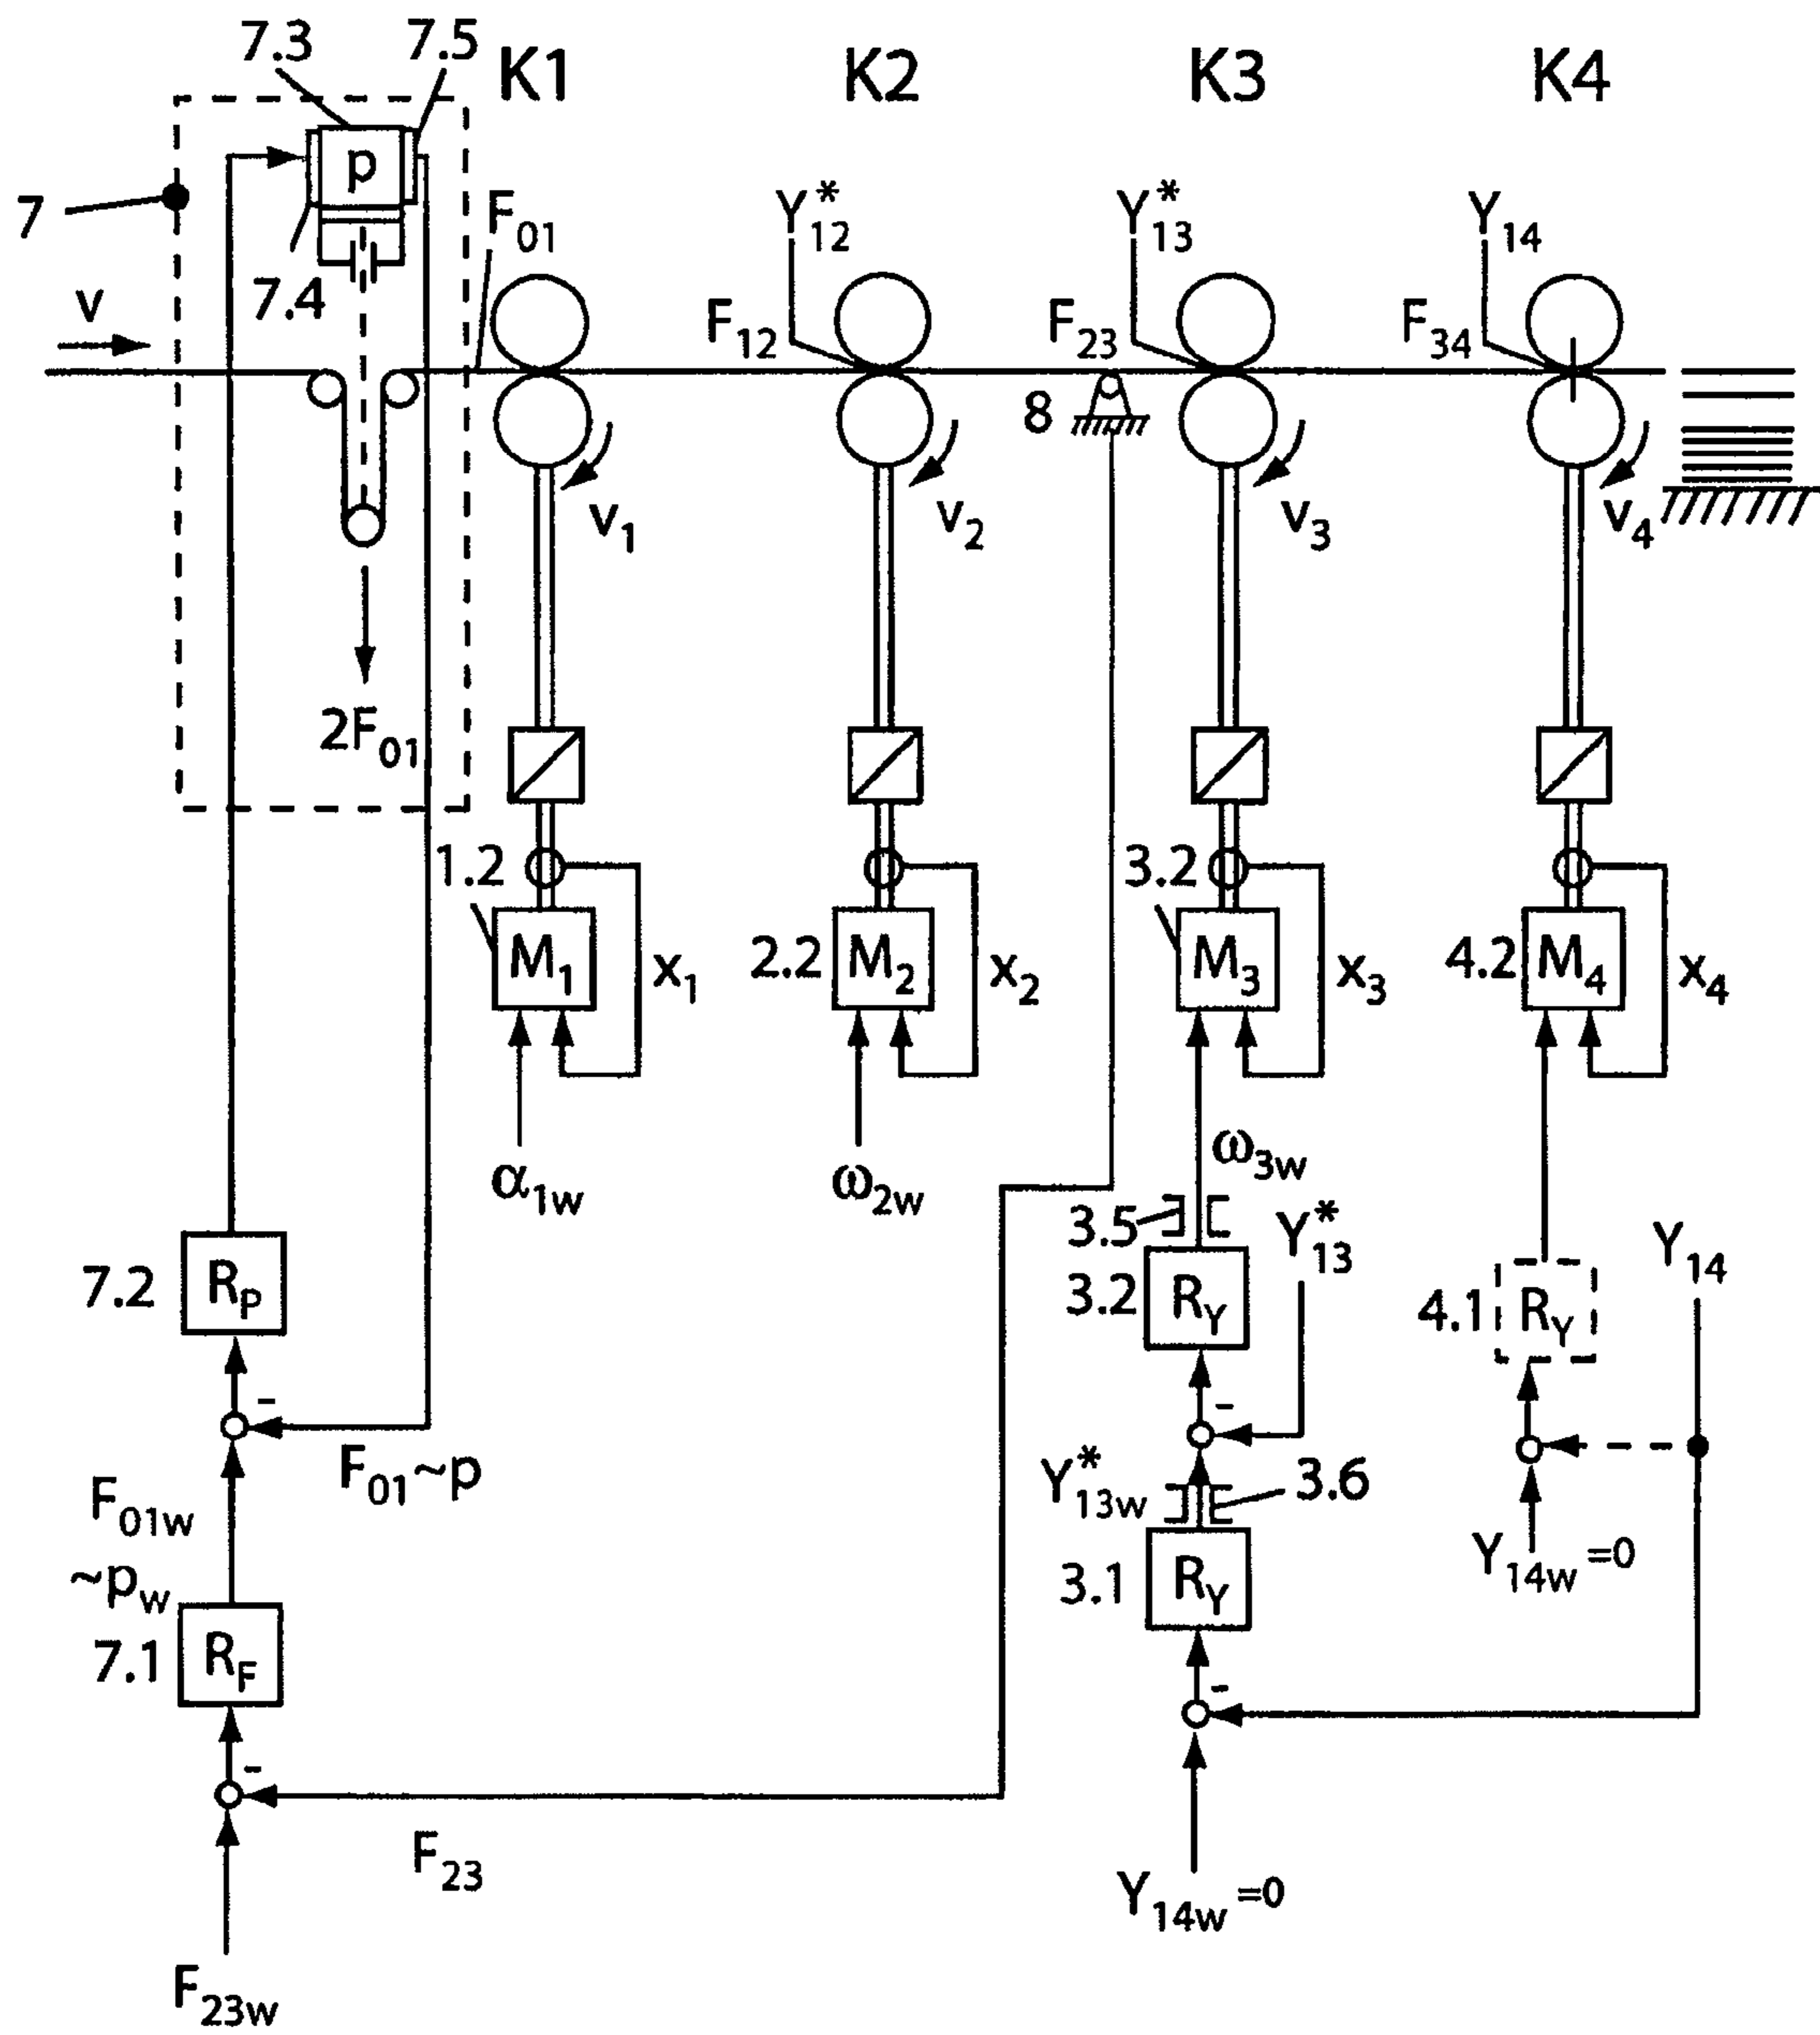 7.3 7.5 K1 K2 K3 K4
p
7
F01 Y*12 Y*13 Y14
7.4
v
F12 F23 F34
8
v1 v2 v3 v4
2F01
1.2 3.2
M1 x1 2.2 M2 x2 M3 x3 4.2 M4 x4
α1w ω2w ω3w
3.5 Y*13 Y14
7.2 RP 3.2 RY 4.1 RY
- -
F01~p Y*13w 3.6
F01w
~pw
Y14w=0
3.1 RY
7.1 RF
-
-
F23
Y14w=0
F23w